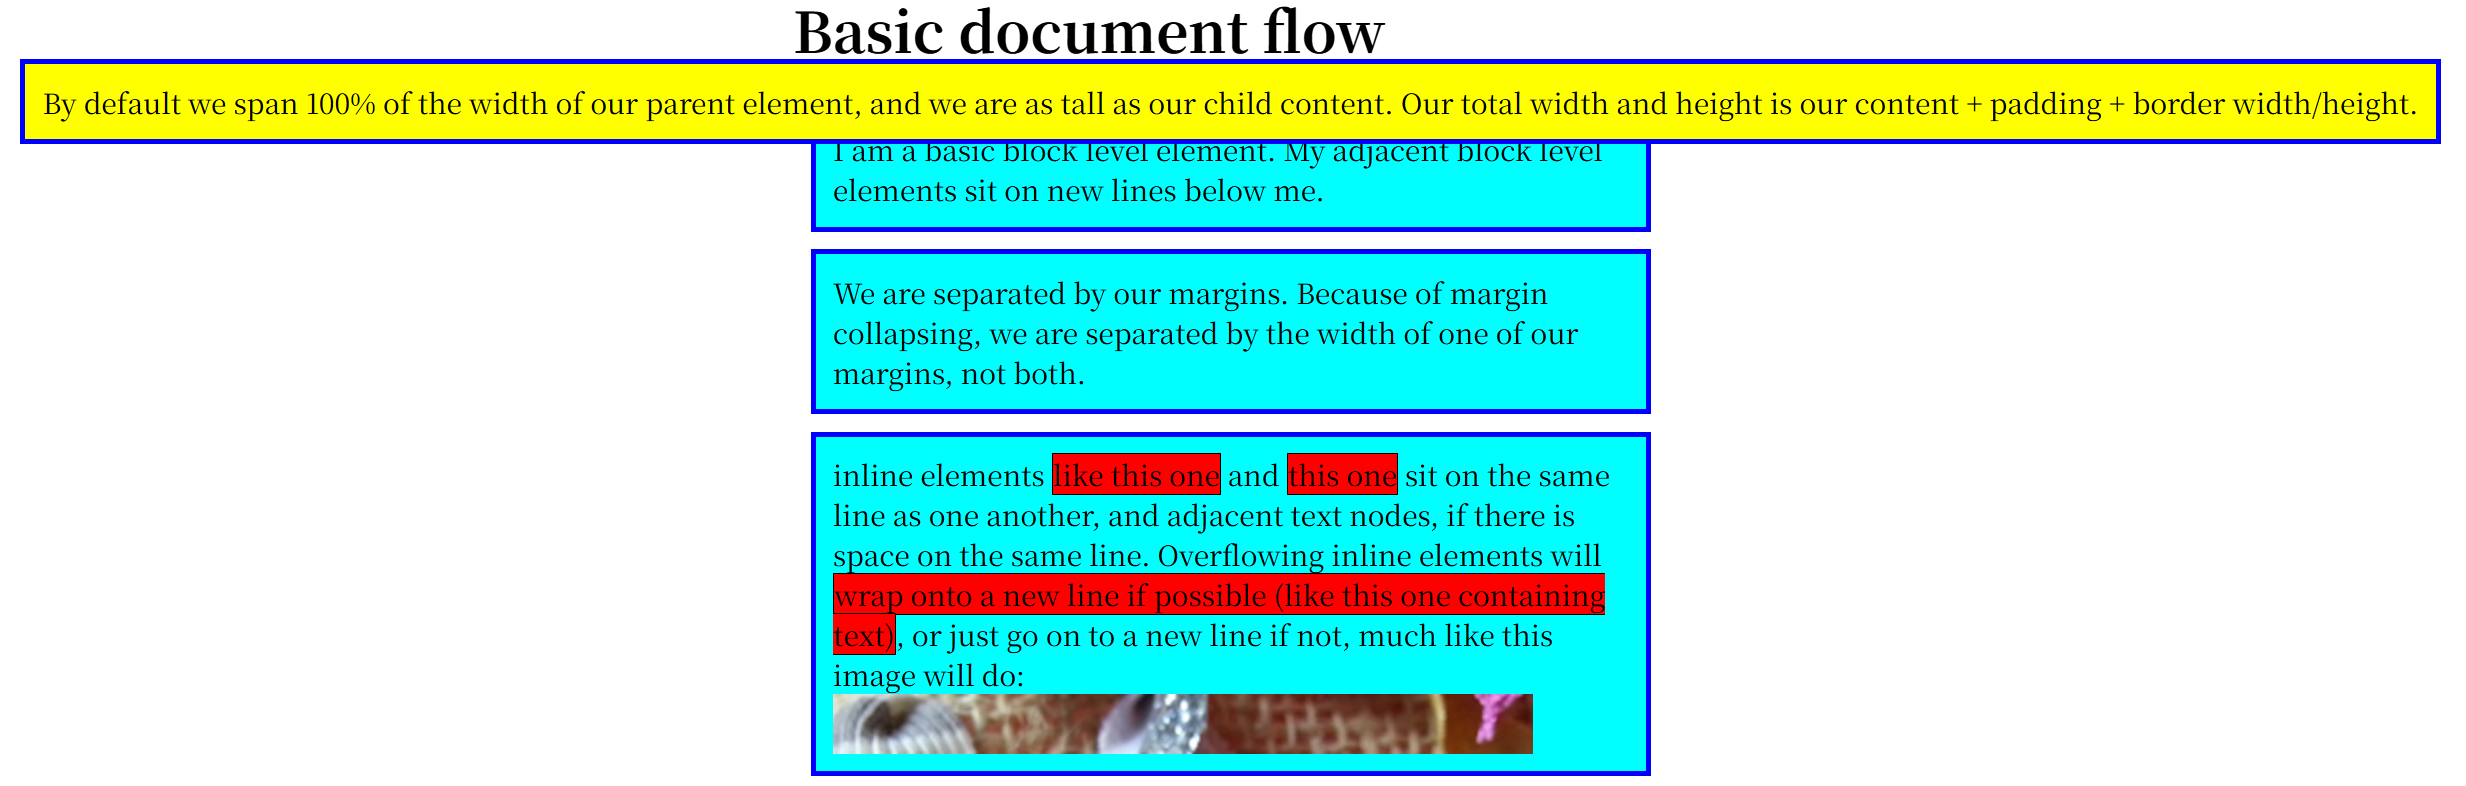 Basic document flow
By default we span 100% of the width of our parent element, and we are as tall as our child content. Our total width and height is our content + padding + border width/height.
I am a basic block level element. My adjacent block level
elements sit on new lines below me.
We are separated by our margins. Because of margin
collapsing, we are separated by the width of one of our
margins, not both.
inline elements like this one and this one sit on the same
line as one another, and adjacent text nodes, if there is
space on the same line. Overflowing inline elements will
wrap onto a new line if possible (like this one containing
text), or just go on to a new line if not, much like this
image will do: